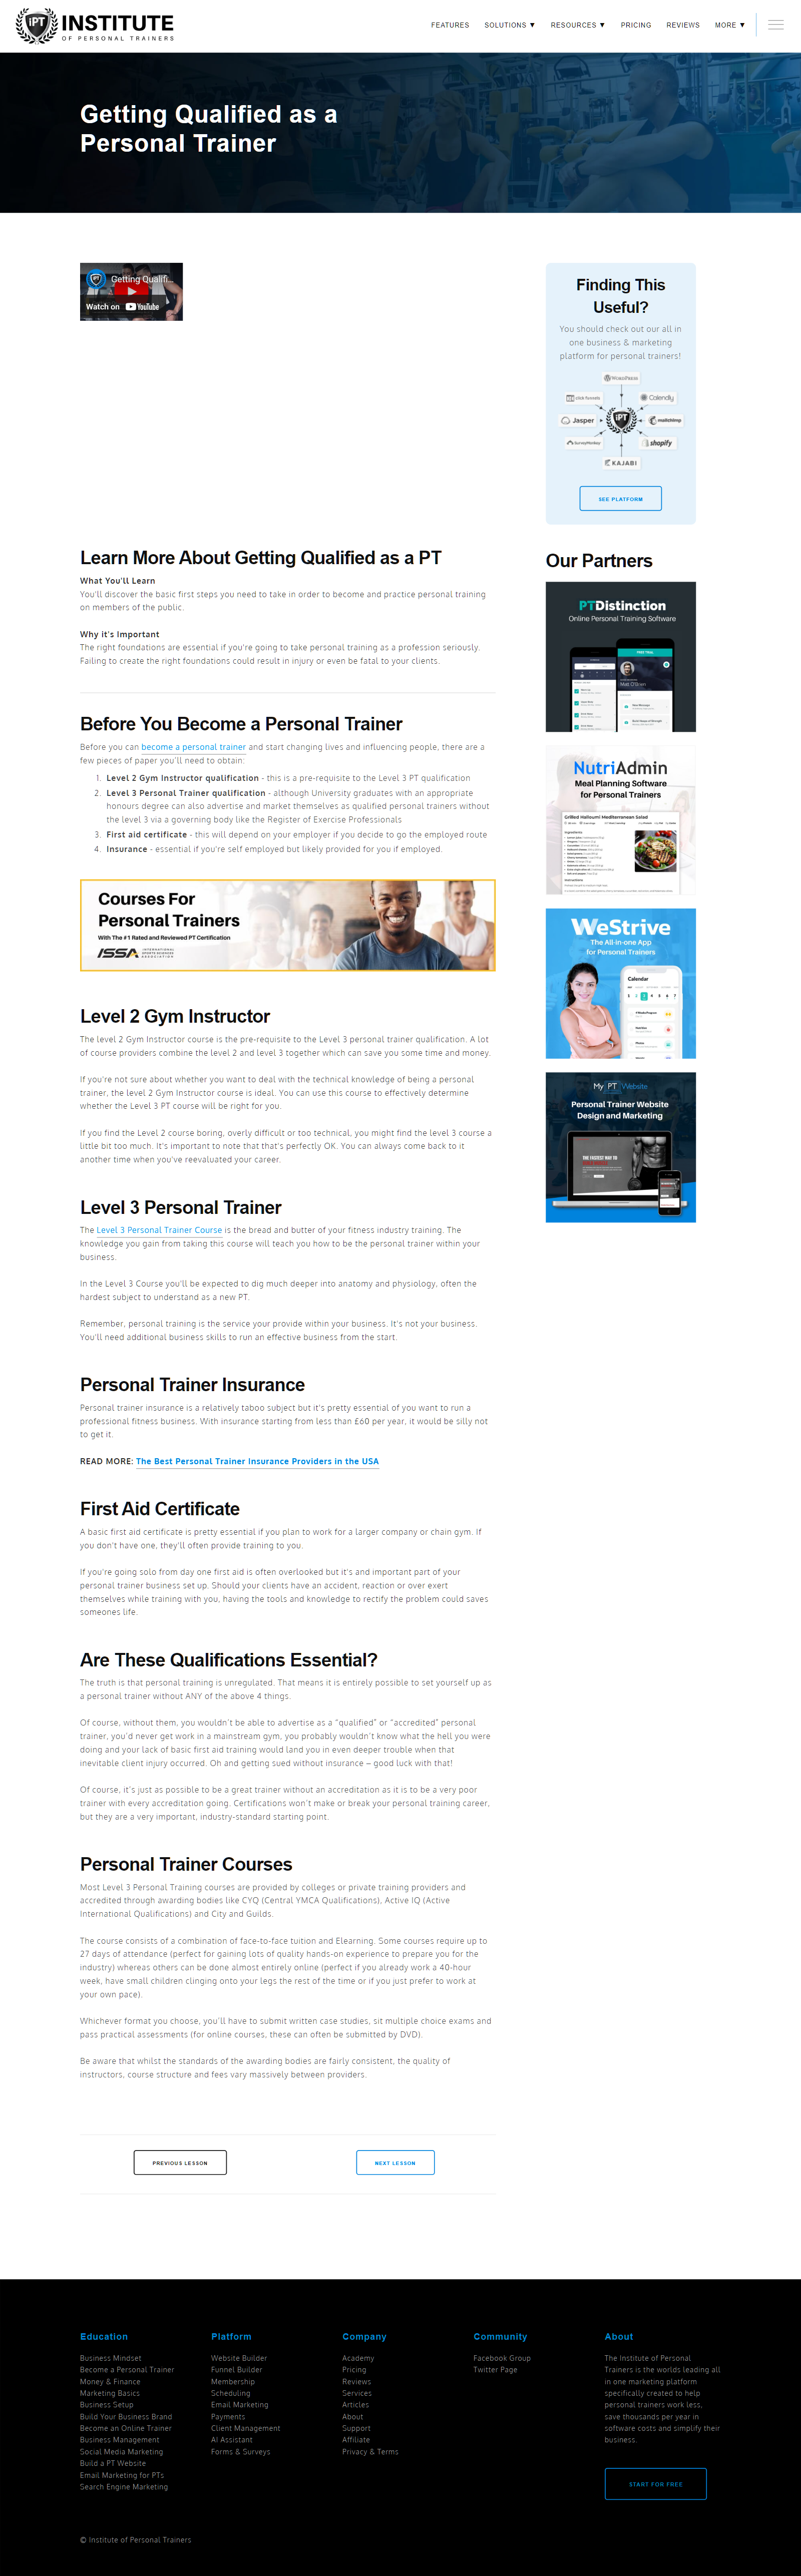 iPT INSTITUTE
OF PERSONAL TRAINERS
FEATURES SOLUTIONS ▼ RESOURCES ▼ PRICING REVIEWS MORE ▼
Getting Qualified as a
Personal Trainer
Getting Qualifi...
Watch on YouTube
Finding This
Useful?
You should check out our all in
one business & marketing
platform for personal trainers!
WordPress
click funnels
Calendly
Jasper
iPT
mailchimp
SurveyMonkey
shopify
KAJABI
SEE PLATFORM
Learn More About Getting Qualified as a PT
What You'll Learn
You'll discover the basic first steps you need to take in order to become and practice personal training
on members of the public.
Why it's Important
The right foundations are essential if you're going to take personal training as a profession seriously.
Failing to create the right foundations could result in injury or even be fatal to your clients.
Before You Become a Personal Trainer
Before you can become a personal trainer and start changing lives and influencing people, there are a
few pieces of paper you'll need to obtain:
1. Level 2 Gym Instructor qualification - this is a pre-requisite to the Level 3 PT qualification
2. Level 3 Personal Trainer qualification - although University graduates with an appropriate
honours degree can also advertise and market themselves as qualified personal trainers without
the level 3 via a governing body like the Register of Exercise Professionals
3. First aid certificate - this will depend on your employer if you decide to go the employed route
4. Insurance - essential if you're self employed but likely provided for you if employed.
Courses For
Personal Trainers
With The #1 Rated and Reviewed PT Certification
ISSA INTERNATIONAL
SPORTS SCIENCES
ASSOCIATION
Level 2 Gym Instructor
The level 2 Gym Instructor course is the pre-requisite to the Level 3 personal trainer qualification. A lot
of course providers combine the level 2 and level 3 together which can save you some time and money.
If you're not sure about whether you want to deal with the technical knowledge of being a personal
trainer, the level 2 Gym Instructor course is ideal. You can use this course to effectively determine
whether the Level 3 PT course will be right for you.
If you find the Level 2 course boring, overly difficult or too technical, you might find the level 3 course a
little bit too much. It's important to note that that's perfectly OK. You can always come back to it
another time when you've reevaluated your career.
Level 3 Personal Trainer
The Level 3 Personal Trainer Course is the bread and butter of your fitness industry training. The
knowledge you gain from taking this course will teach you how to be the personal trainer within your
business.
In the Level 3 Course you'll be expected to dig much deeper into anatomy and physiology, often the
hardest subject to understand as a new PT.
Remember, personal training is the service your provide within your business. It's not your business.
You'll need additional business skills to run an effective business from the start.
Personal Trainer Insurance
Personal trainer insurance is a relatively taboo subject but it's pretty essential of you want to run a
professional fitness business. With insurance starting from less than £60 per year, it would be silly not
to get it.
READ MORE: The Best Personal Trainer Insurance Providers in the USA
First Aid Certificate
A basic first aid certificate is pretty essential if you plan to work for a larger company or chain gym. If
you don't have one, they'll often provide training to you.
If you're going solo from day one first aid is often overlooked but it's and important part of your
personal trainer business set up. Should your clients have an accident, reaction or over exert
themselves while training with you, having the tools and knowledge to rectify the problem could saves
someones life.
Are These Qualifications Essential?
The truth is that personal training is unregulated. That means it is entirely possible to set yourself up as
a personal trainer without ANY of the above 4 things.
Of course, without them, you wouldn't be able to advertise as a "qualified" or "accredited" personal
trainer, you'd never get work in a mainstream gym, you probably wouldn't know what the hell you were
doing and your lack of basic first aid training would land you in even deeper trouble when that
inevitable client injury occurred. Oh and getting sued without insurance – good luck with that!
Of course, it's just as possible to be a great trainer without an accreditation as it is to be a very poor
trainer with every accreditation going. Certifications won't make or break your personal training career,
but they are a very important, industry-standard starting point.
Personal Trainer Courses
Most Level 3 Personal Training courses are provided by colleges or private training providers and
accredited through awarding bodies like CYQ (Central YMCA Qualifications), Active IQ (Active
International Qualifications) and City and Guilds.
The course consists of a combination of face-to-face tuition and Elearning. Some courses require up to
27 days of attendance (perfect for gaining lots of quality hands-on experience to prepare you for the
industry) whereas others can be done almost entirely online (perfect if you already work a 40-hour
week, have small children clinging onto your legs the rest of the time or if you just prefer to work at
your own pace).
Whichever format you choose, you'll have to submit written case studies, sit multiple choice exams and
pass practical assessments (for online courses, these can often be submitted by DVD).
Be aware that whilst the standards of the awarding bodies are fairly consistent, the quality of
instructors, course structure and fees vary massively between providers.
PREVIOUS LESSON
NEXT LESSON
Our Partners
PTDistinction
Online Personal Training Software
FREE TRIAL
Matt O'Brien
NutriAdmin
Meal Planning Software
for Personal Trainers
Grilled Halloumi Mediterranean Salad
Ingredients
Instructions
WeStrive
The All-in-one App
for Personal Trainers
Calendar
My PT Website
Personal Trainer Website
Design and Marketing
THE FASTEST WAY TO
Education
Business Mindset
Become a Personal Trainer
Money & Finance
Marketing Basics
Business Setup
Build Your Business Brand
Become an Online Trainer
Business Management
Social Media Marketing
Build a PT Website
Email Marketing for PTs
Search Engine Marketing
Platform
Website Builder
Funnel Builder
Membership
Scheduling
Email Marketing
Payments
Client Management
AI Assistant
Forms & Surveys
Company
Academy
Pricing
Reviews
Services
Articles
About
Support
Affiliate
Privacy & Terms
Community
Facebook Group
Twitter Page
About
The Institute of Personal
Trainers is the worlds leading all
in one marketing platform
specifically created to help
personal trainers work less,
save thousands per year in
software costs and simplify their
business.
START FOR FREE
© Institute of Personal Trainers